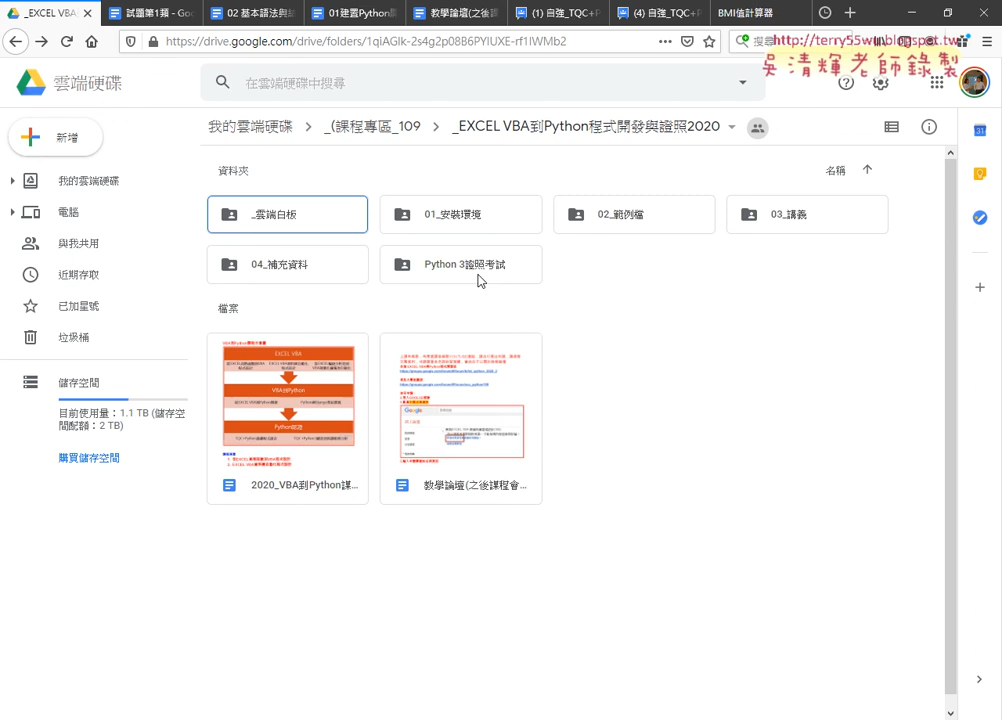 _EXCEL VBA
試題第1類 - Goo
02 基本語法與結
01建置Python開
教學論壇(之後課
(1) 自強_TQC+P
(4) 自強_TQC+P
BMI值計算器
https://drive.google.com/drive/folders/1qiAGIk-2s4g2p08B6PYIUXE-rf1IWMb2
搜尋
http://terry55wu.blogspot.tw
吳清輝老師錄製
雲端硬碟
在雲端硬碟中搜尋
新增
我的雲端硬碟
_(課程專區_109
_EXCEL VBA到Python程式開發與證照2020
資料夾
名稱
我的雲端硬碟
電腦
與我共用
近期存取
已加星號
垃圾桶
儲存空間
目前使用量：1.1 TB (儲存空
間配額：2 TB)
購買儲存空間
_雲端白板
01_安裝環境
02_範例檔
03_講義
04_補充資料
Python 3證照考試
檔案
EXCEL VBA
VBA到Python
2020_VBA到Python課...
Google
教學論壇(之後課程會...
31